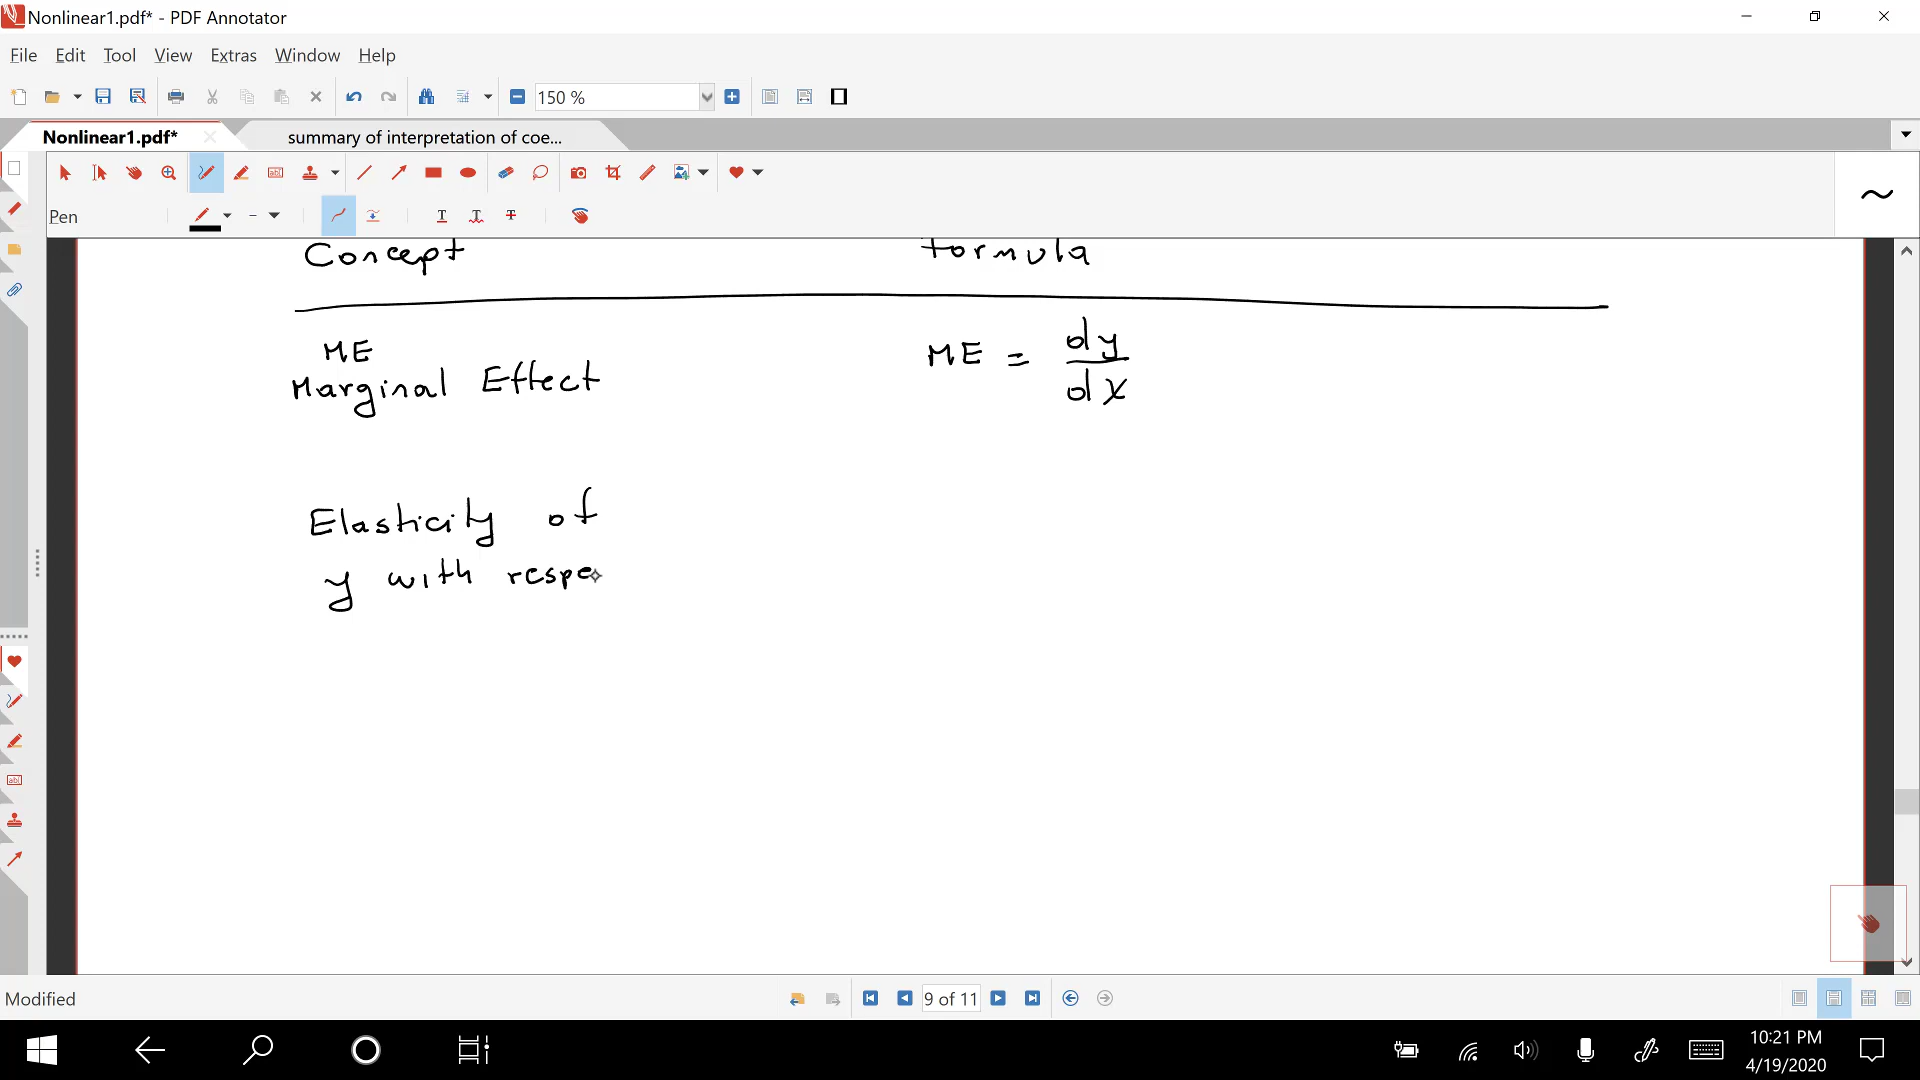 Nonlinear1.pdf* - PDF Annotator
File Edit Tool View Extras Window Help
150 %
Nonlinear1.pdf*
summary of interpretation of coe...
Pen
Concept formula
ME
Marginal Effect
ME = dy
dx
Elasticity of
y with respe
Modified
9 of 11
10:21 PM
4/19/2020